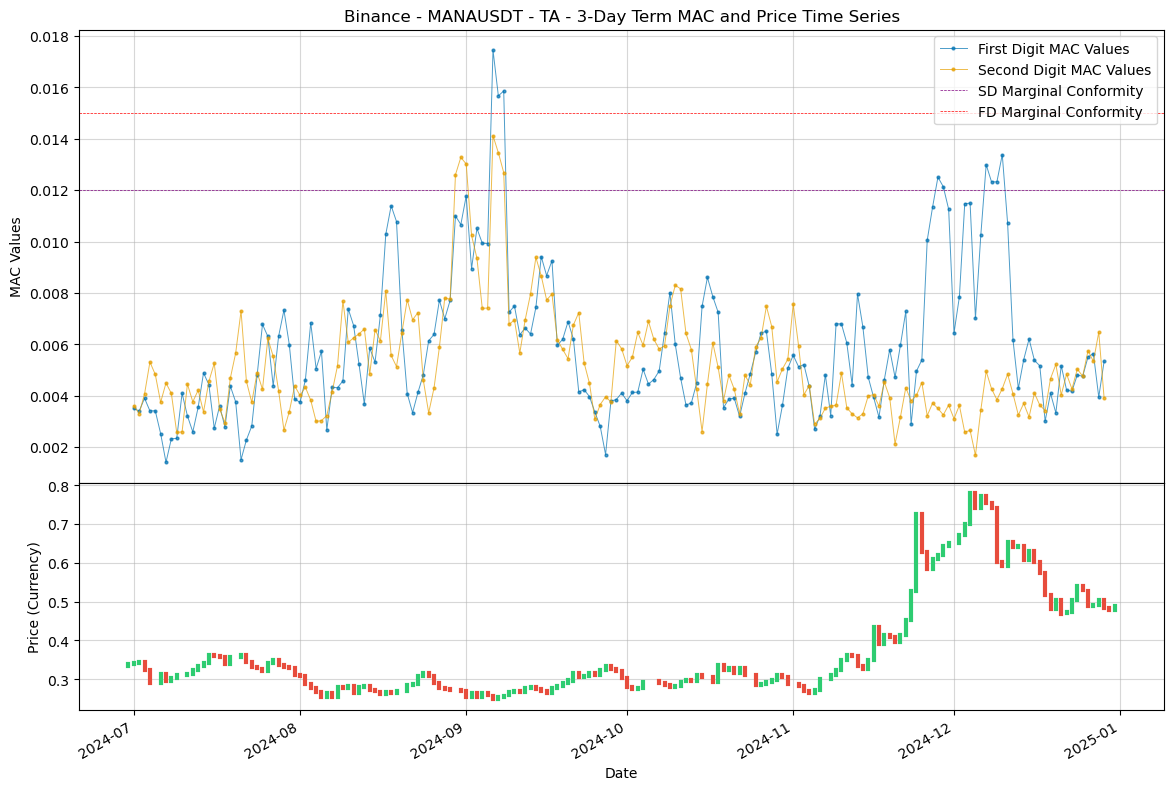 Binance - MANAUSDT - TA - 3-Day Term MAC and Price Time Series
First Digit MAC Values
Second Digit MAC Values
SD Marginal Conformity
FD Marginal Conformity
MAC Values
0.018
0.016
0.014
0.012
0.010
0.008
0.006
0.004
0.002
Price (Currency)
0.8
0.7
0.6
0.5
0.4
0.3
2024-07
2024-08
2024-09
2024-10
2024-11
2024-12
2025-01
Date